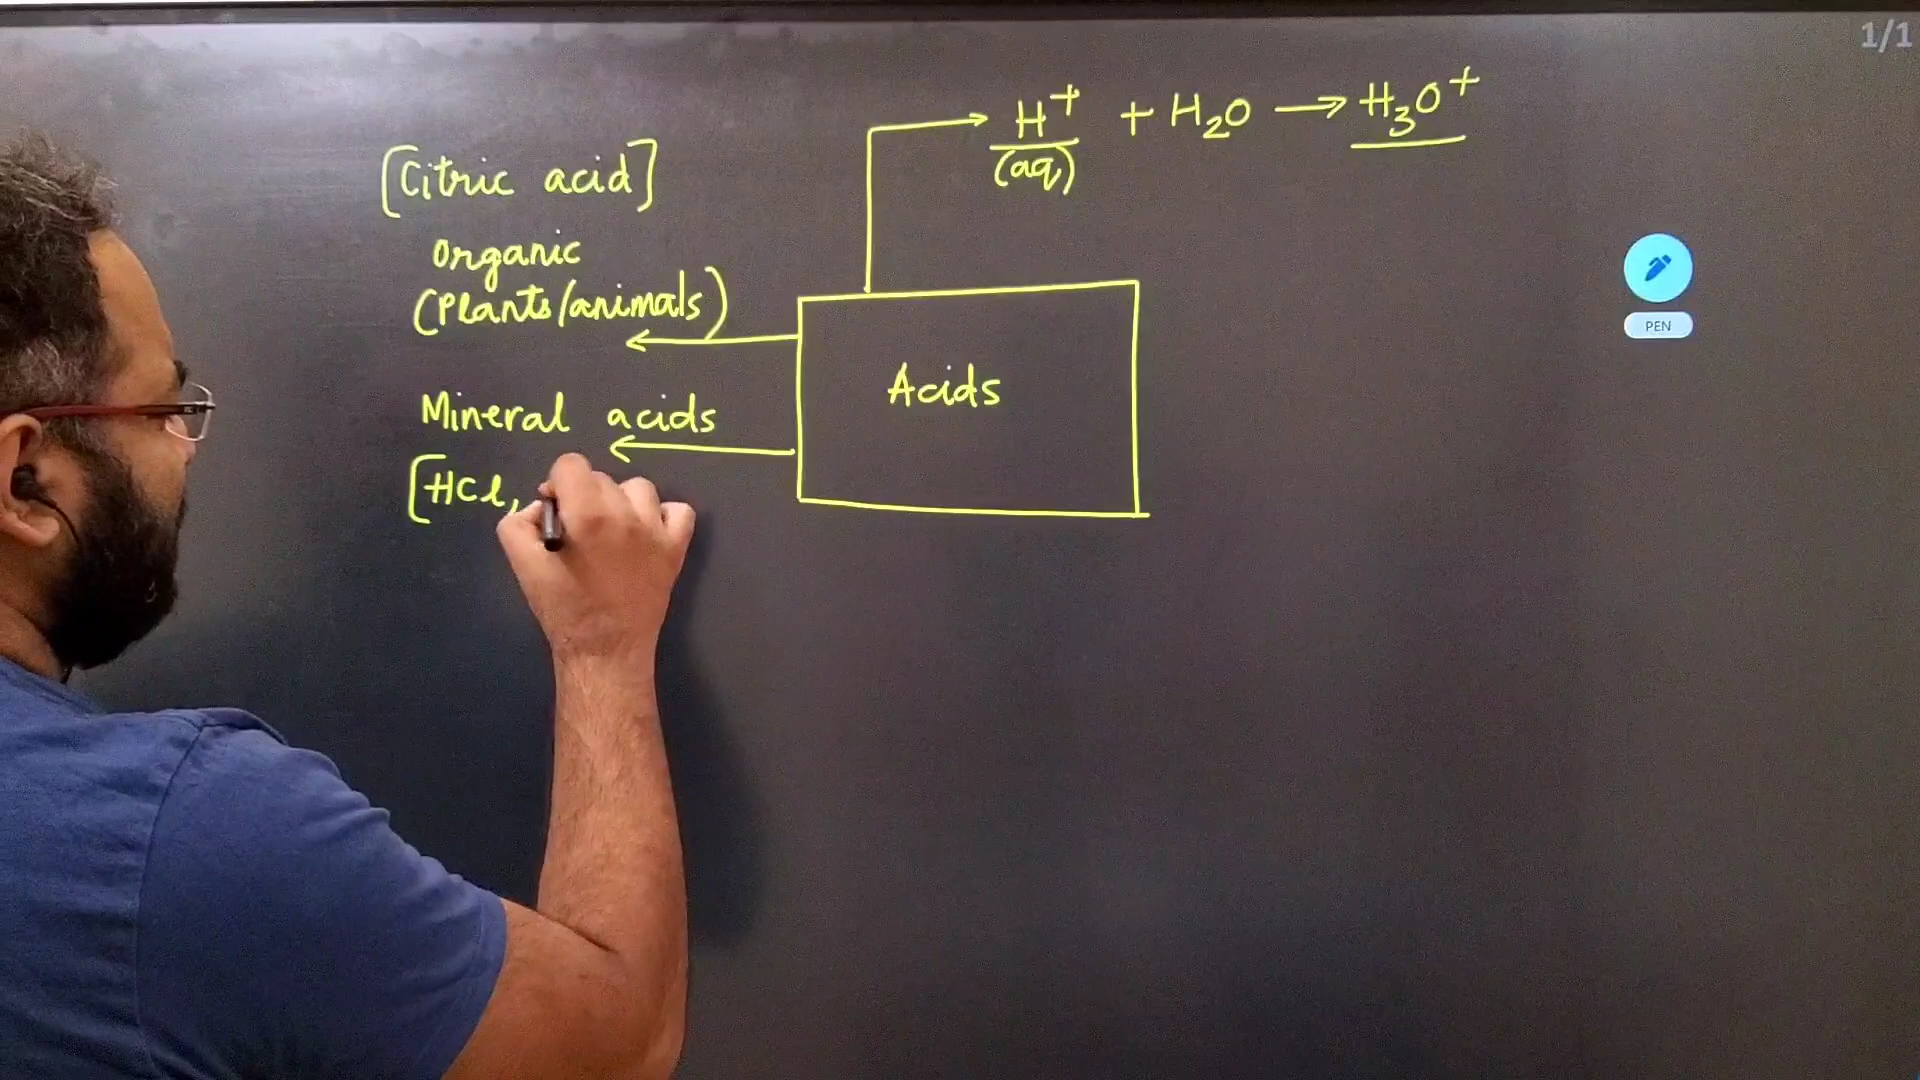 1/1
H+ + H2O → H3O+
(aq)
[Citric acid]
organic
(Plants/animals)
Acids
Mineral acids
[HCl,
PEN